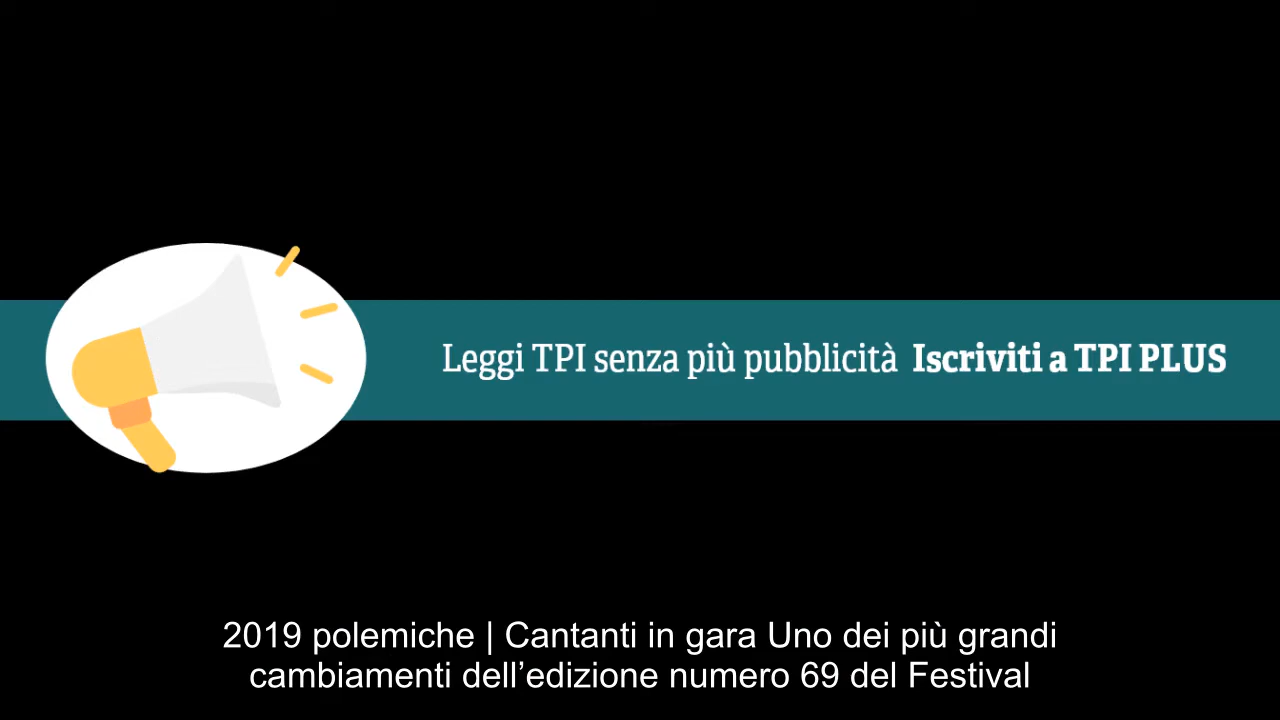 Leggi TPI senza più pubblicità Iscriviti a TPI PLUS
2019 polemiche | Cantanti in gara Uno dei più grandi
cambiamenti dell’edizione numero 69 del Festival